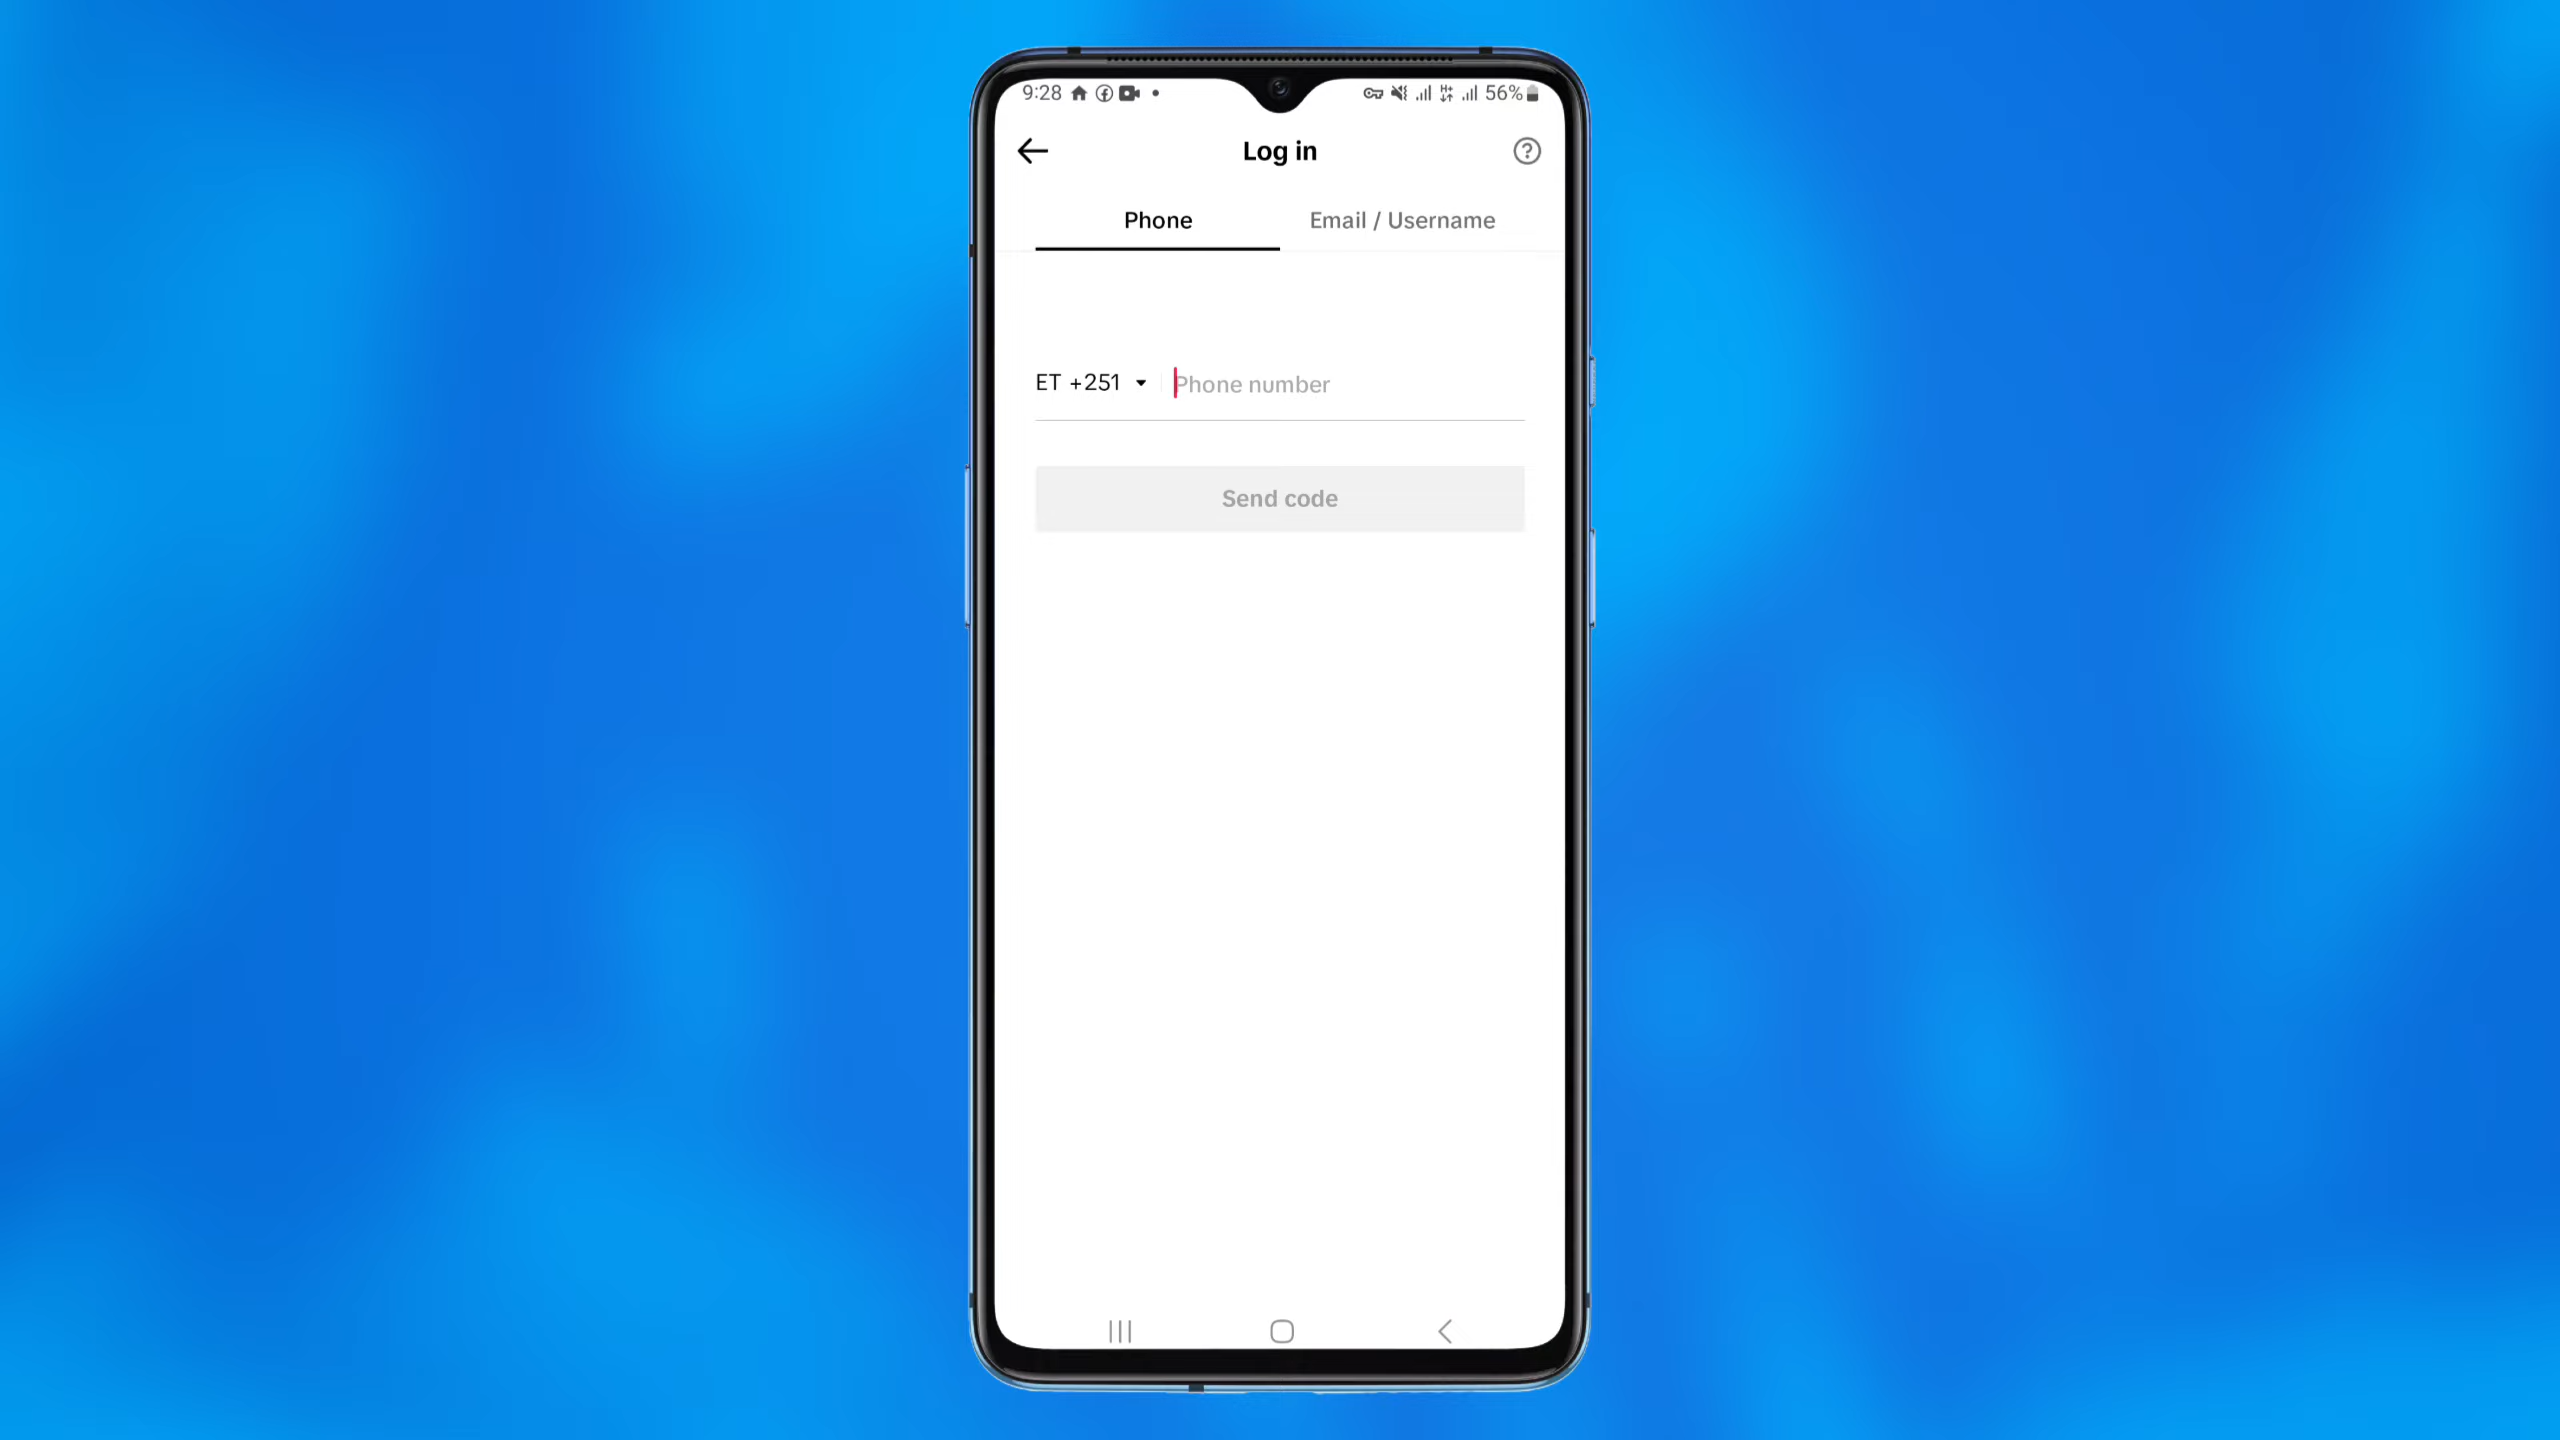 9:28 56%
Log in
Phone Email / Username
ET +251 Phone number
Send code